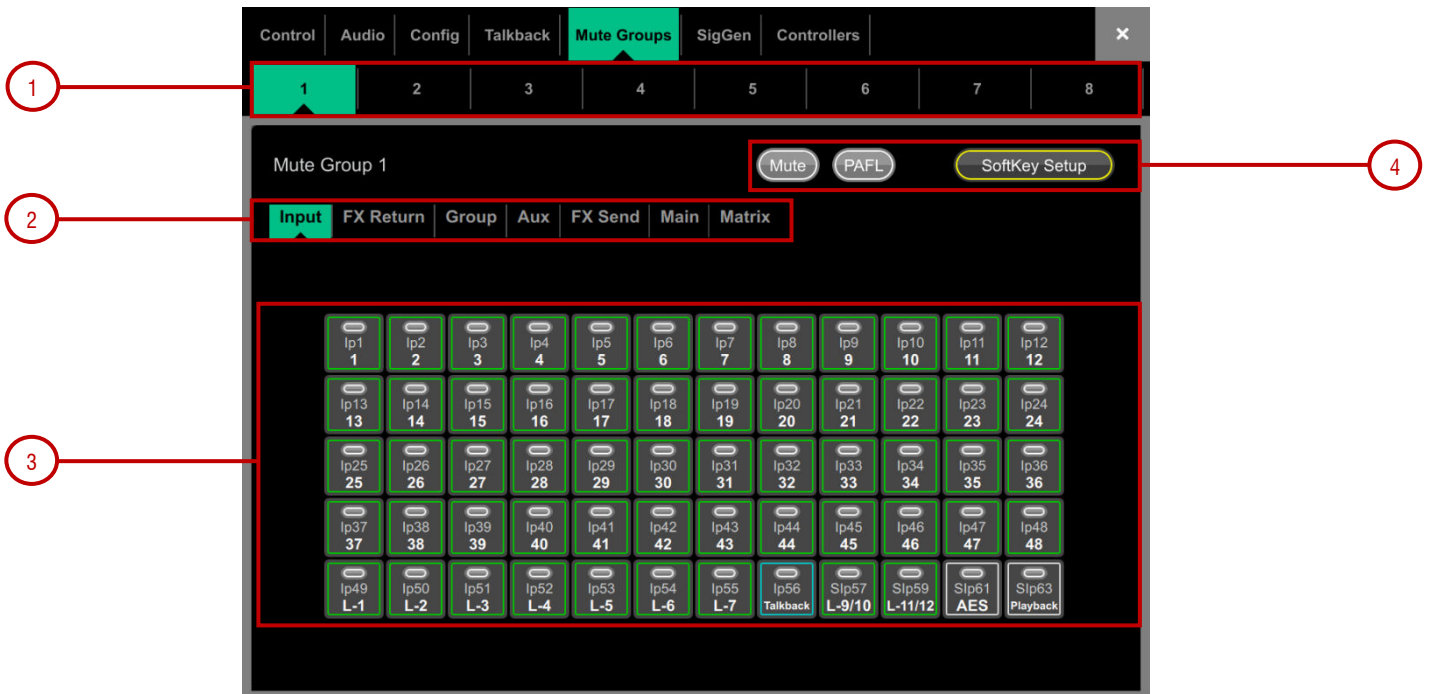 Control Audio Config Talkback Mute Groups SigGen Controllers ×
1
1 2 3 4 5 6 7 8
Mute Group 1 Mute PAFL SoftKey Setup
4
2
Input FX Return Group Aux FX Send Main Matrix
Ip1 Ip2 Ip3 Ip4 Ip5 Ip6 Ip7 Ip8 Ip9 Ip10 Ip11 Ip12
1 2 3 4 5 6 7 8 9 10 11 12
Ip13 Ip14 Ip15 Ip16 Ip17 Ip18 Ip19 Ip20 Ip21 Ip22 Ip23 Ip24
13 14 15 16 17 18 19 20 21 22 23 24
3
Ip25 Ip26 Ip27 Ip28 Ip29 Ip30 Ip31 Ip32 Ip33 Ip34 Ip35 Ip36
25 26 27 28 29 30 31 32 33 34 35 36
Ip37 Ip38 Ip39 Ip40 Ip41 Ip42 Ip43 Ip44 Ip45 Ip46 Ip47 Ip48
37 38 39 40 41 42 43 44 45 46 47 48
Ip49 Ip50 Ip51 Ip52 Ip53 Ip54 Ip55 Ip56 SIp57 SIp59 SIp61 SIp63
L-1 L-2 L-3 L-4 L-5 L-6 L-7 Talkback L-9/10 L-11/12 AES Playback